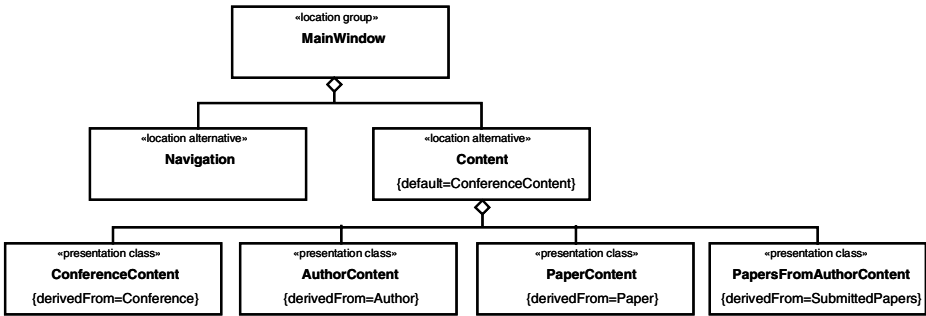 «location group»
MainWindow
«location alternative»
Navigation
«location alternative»
Content
{default=ConferenceContent}
«presentation class»
ConferenceContent
{derivedFrom=Conference}
«presentation class»
AuthorContent
{derivedFrom=Author}
«presentation class»
PaperContent
{derivedFrom=Paper}
«presentation class»
PapersFromAuthorContent
{derivedFrom=SubmittedPapers}